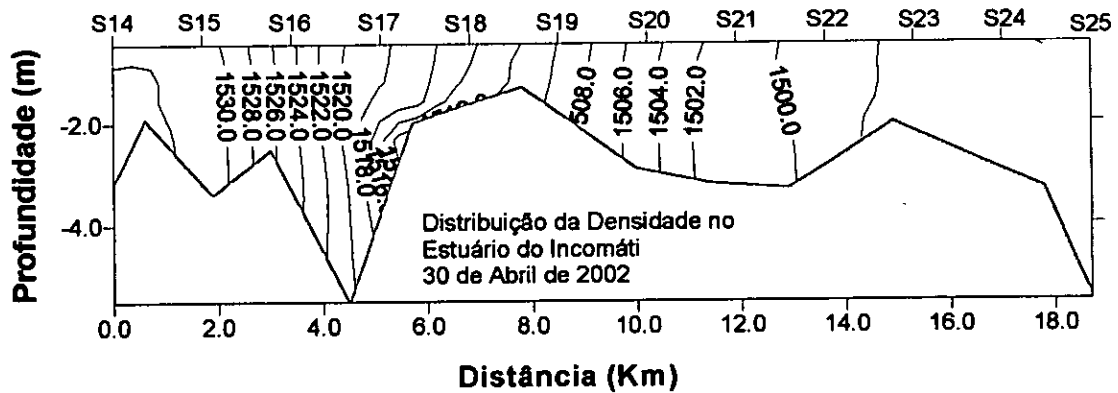 S14 S15 S16 S17 S18 S19 S20 S21 S22 S23 S24 S25
Profundidade (m)
-2.0
-4.0
1530.0
1528.0
1526.0
1524.0
1522.0
1520.0
1518.0
1508.0
1506.0
1504.0
1502.0
1500.0
Distribuição da Densidade no
Estuário do Incomáti
30 de Abril de 2002
0.0 2.0 4.0 6.0 8.0 10.0 12.0 14.0 16.0 18.0
Distância (Km)